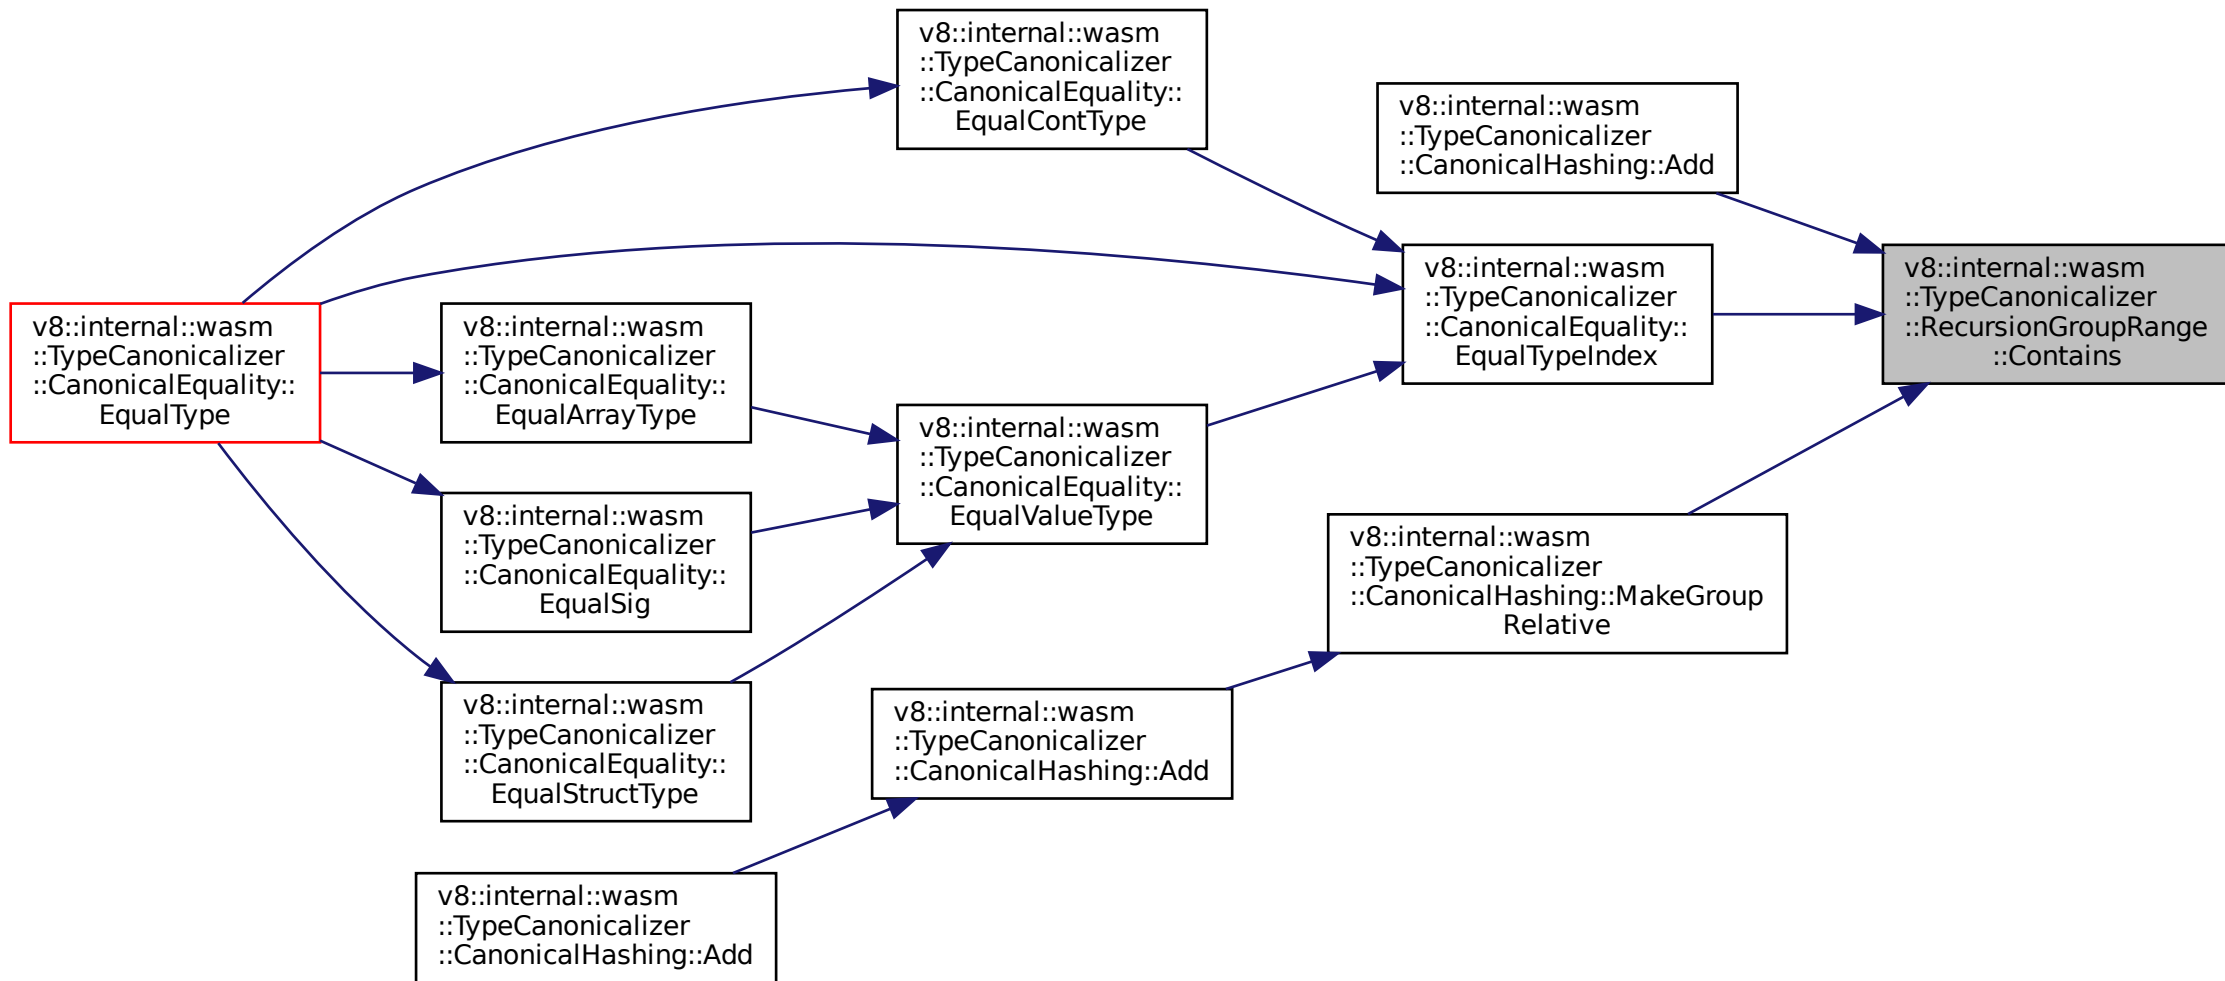 v8::internal::wasm
::TypeCanonicalizer
::CanonicalEquality::
EqualContType
v8::internal::wasm
::TypeCanonicalizer
::CanonicalHashing::Add
v8::internal::wasm
::TypeCanonicalizer
::CanonicalEquality::
EqualTypeIndex
v8::internal::wasm
::TypeCanonicalizer
::RecursionGroupRange
::Contains
v8::internal::wasm
::TypeCanonicalizer
::CanonicalEquality::
EqualType
v8::internal::wasm
::TypeCanonicalizer
::CanonicalEquality::
EqualArrayType
v8::internal::wasm
::TypeCanonicalizer
::CanonicalEquality::
EqualValueType
v8::internal::wasm
::TypeCanonicalizer
::CanonicalEquality::
EqualSig
v8::internal::wasm
::TypeCanonicalizer
::CanonicalHashing::MakeGroup
Relative
v8::internal::wasm
::TypeCanonicalizer
::CanonicalEquality::
EqualStructType
v8::internal::wasm
::TypeCanonicalizer
::CanonicalHashing::Add
v8::internal::wasm
::TypeCanonicalizer
::CanonicalHashing::Add